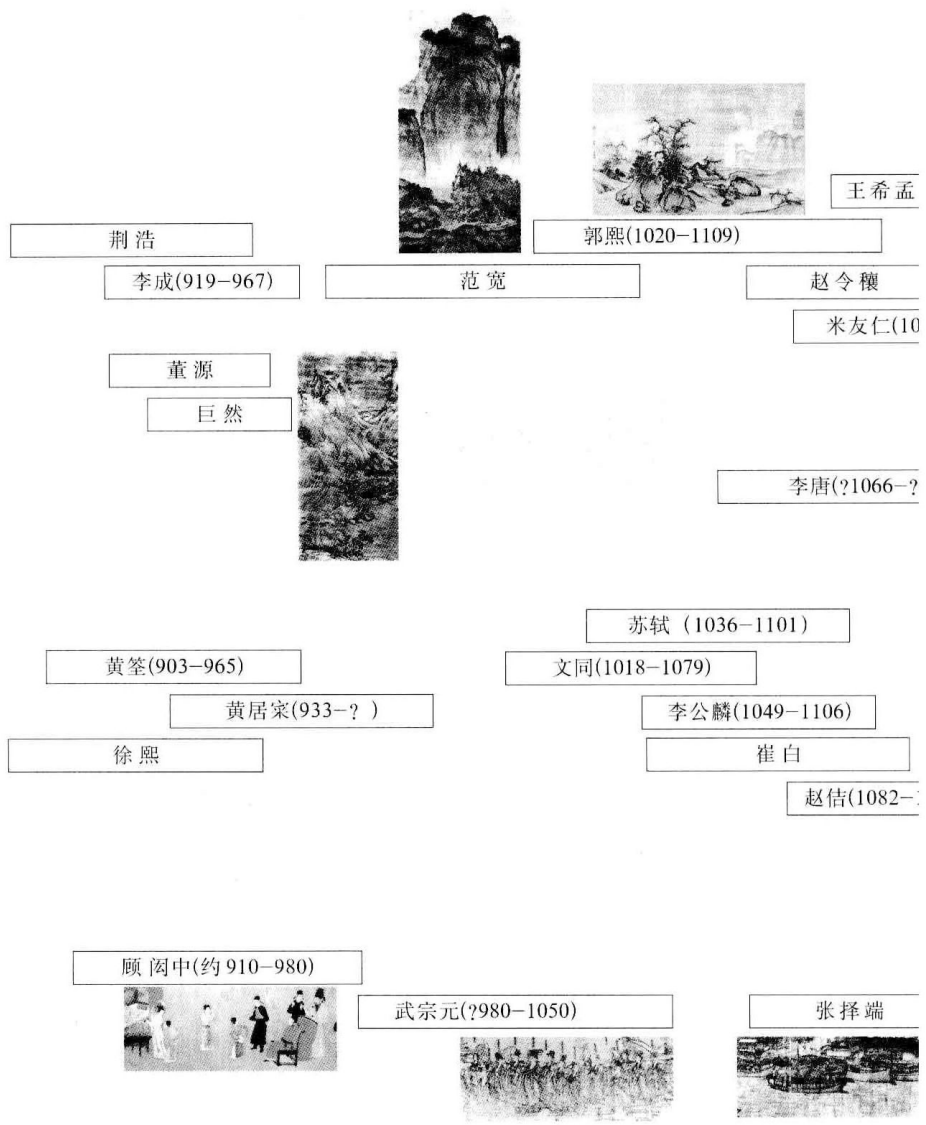 王希孟
荆浩
郭熙(1020-1109)
李成(919-967)
范宽
赵令穰
米友仁(10
董源
巨然
李唐(?1066-?
苏轼 (1036-1101)
黄筌(903-965)
文同(1018-1079)
黄居寀(933-? )
李公麟(1049-1106)
徐熙
崔白
赵佶(1082-
顾闳中(约910-980)
武宗元(?980-1050)
张择端